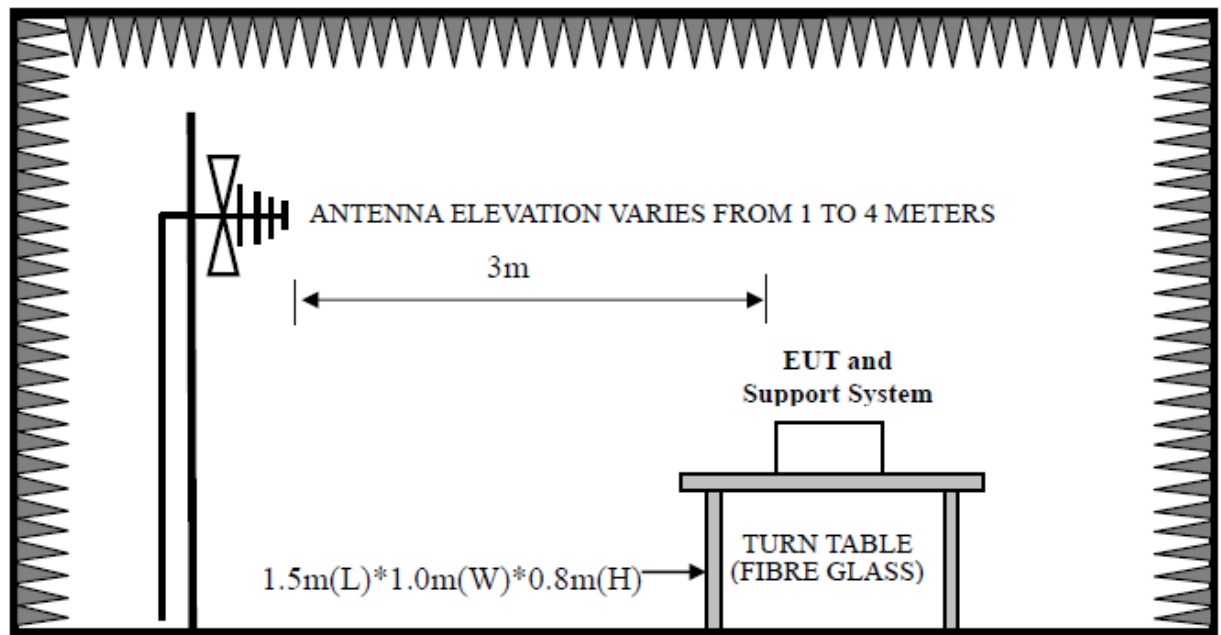 ANTENNA ELEVATION VARIES FROM 1 TO 4 METERS
3m
EUT and
Support System
TURN TABLE
(FIBRE GLASS)
1.5m(L)*1.0m(W)*0.8m(H)